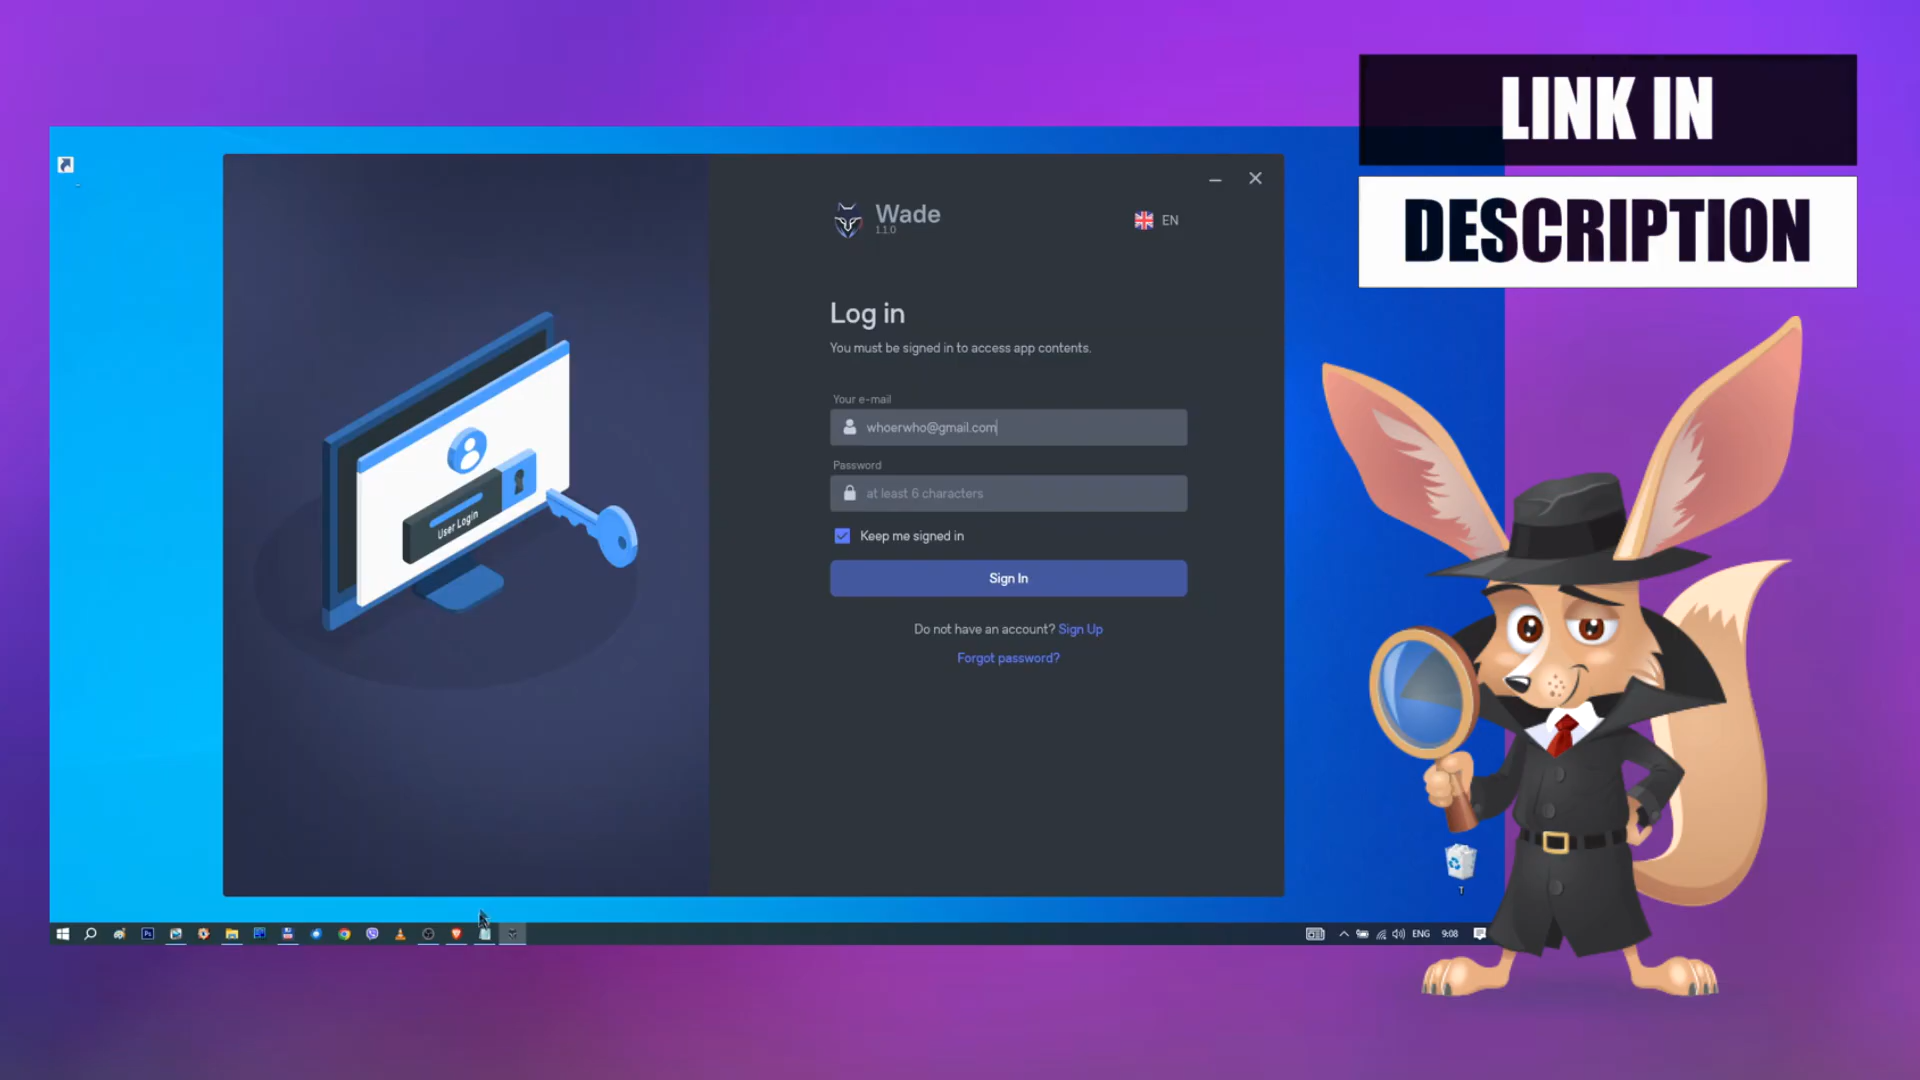 LINK IN
DESCRIPTION
Wade
1.1.0
EN
Log in
You must be signed in to access app contents.
Your e-mail
whoerwho@gmail.com
Password
at least 6 characters
Keep me signed in
Sign In
Do not have an account? Sign Up
Forgot password?
User Login
T
Ps
ENG
9:08